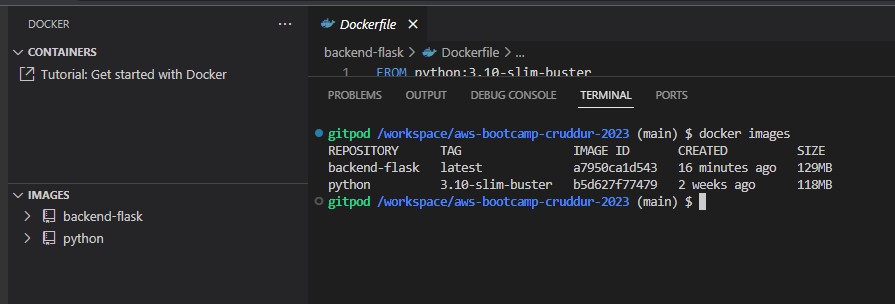 DOCKER ...
CONTAINERS
Tutorial: Get started with Docker
IMAGES
backend-flask
python
Dockerfile
backend-flask > Dockerfile > ...
1 FROM python:3.10-slim-buster
PROBLEMS OUTPUT DEBUG CONSOLE TERMINAL PORTS
gitpod /workspace/aws-bootcamp-cruddur-2023 (main) $ docker images
REPOSITORY TAG IMAGE ID CREATED SIZE
backend-flask latest a7950ca1d543 16 minutes ago 129MB
python 3.10-slim-buster b5d627f77479 2 weeks ago 118MB
gitpod /workspace/aws-bootcamp-cruddur-2023 (main) $